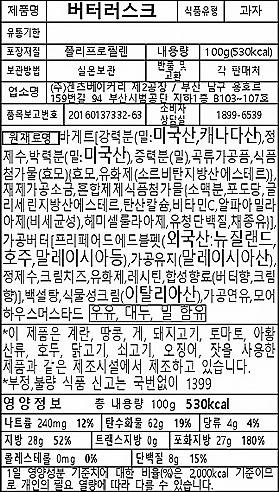 제품명 버터러스크 식품유형 과자
유통기한
포장재질 폴리프로필렌 내용량 100g(530kcal)
보관방법 실온보관 반품 및 교환 각 판매처
업소명 (주)겐츠베이커리 제2공장 / 부산 남구 용호로 159번길 94 부산시범공단 지하1층 B103~107호
품목보고번호 20160137332-63 소비자 상담실 1899-6539
원재료명 바게트[강력분(밀:미국산,캐나다산),정
제수,박력분(밀:미국산),중력분(밀),곡류가공품,식품
첨가물(효모)(효모,유화제(소르비탄지방산에스테르)],
재제가공소금,혼합제제식품첨가물(소맥분,포도당,글
리세린지방산에스테르,탄산칼슘,비타민C,알파아밀라
아제(비세균성),헤미셀룰라아제,유청단백질,채종유)],
가공버터[프리페어드에드블펫(외국산:뉴질랜드,
호주,말레이시아등),가공유지(말레이시아산),
정제수,크림치즈,유화제,레시틴,합성향료(버터향,크림
향)],백설탕,식물성크림(이탈리아산),가공연유,모이
하우스머스타드 우유, 대두, 밀 함유
*이 제품은 계란, 땅콩, 게, 돼지고기, 토마토, 아황
산류, 호두, 닭고기, 쇠고기, 오징어, 잣을 사용한
제품과 같은 제조시설에서 제조하고 있습니다.
*부정,불량 식품 신고는 국번없이 1399
영양정보 총 내용량 100g 530kcal
나트륨 240mg 12% 탄수화물 62g 19% 당류 4g 4%
지방 28g 52% 트랜스지방 0g 포화지방 27g 180%
콜레스테롤 0mg 0% 단백질 8g 15%
1일 영양성분 기준치에 대한 비율(%)은 2,000kcal 기준이므
로 개인의 필요 열량에 따라 다를 수 있습니다.